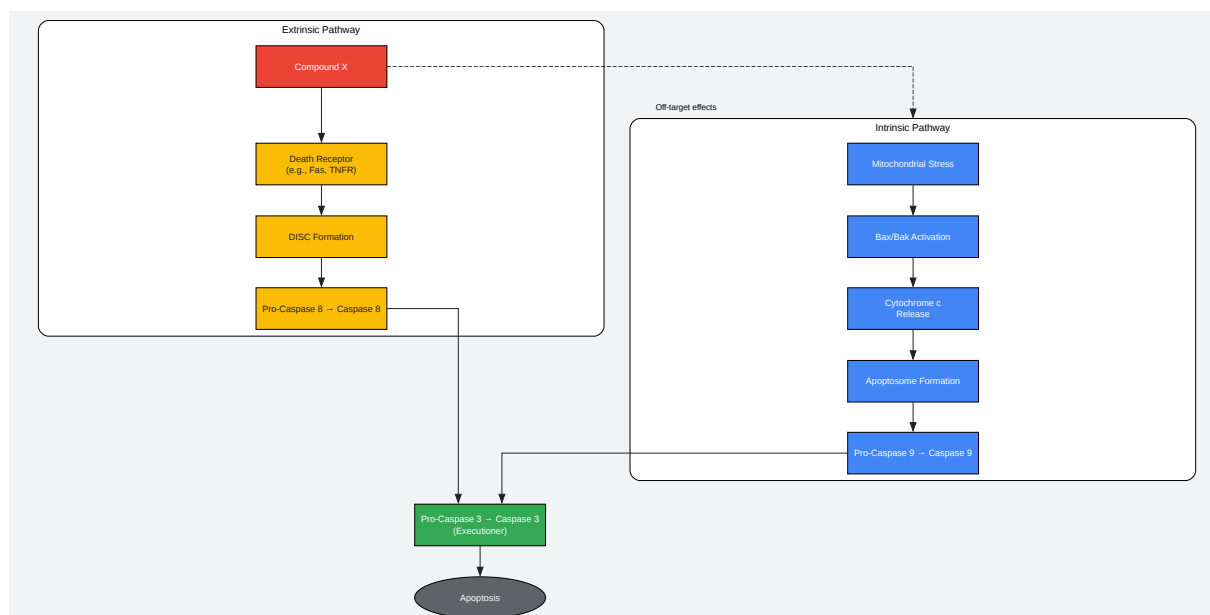 Extrinsic Pathway
Compound X
Death Receptor
(e.g., Fas, TNFR)
DISC Formation
Pro-Caspase 8 → Caspase 8
Off-target effects
Intrinsic Pathway
Mitochondrial Stress
Bax/Bak Activation
Cytochrome c
Release
Apoptosome Formation
Pro-Caspase 9 → Caspase 9
Pro-Caspase 3 → Caspase 3
(Executioner)
Apoptosis